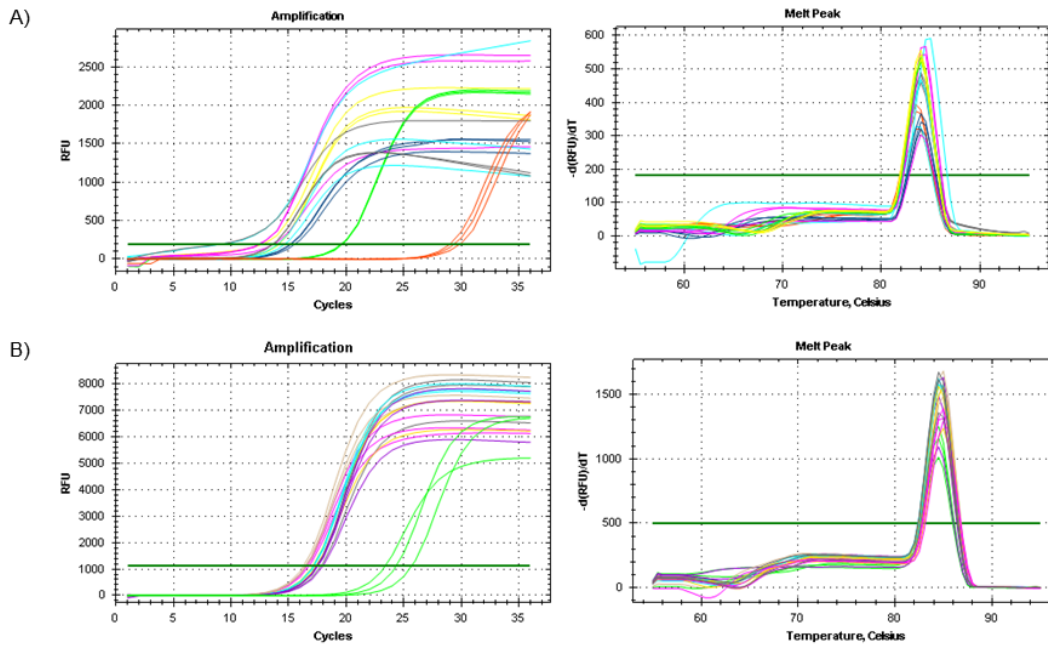 A)
Amplification
RFU
2500
2000
1500
1000
500
0
0 5 10 15 20 25 30 35
Cycles
Melt Peak
-d(RFU)/dT
600
500
400
300
200
100
0
60 70 80 90
Temperature, Celsius
B)
Amplification
RFU
8000
7000
6000
5000
4000
3000
2000
1000
0
0 5 10 15 20 25 30 35
Cycles
Melt Peak
-d(RFU)/dT
1500
1000
500
0
60 70 80 90
Temperature, Celsius